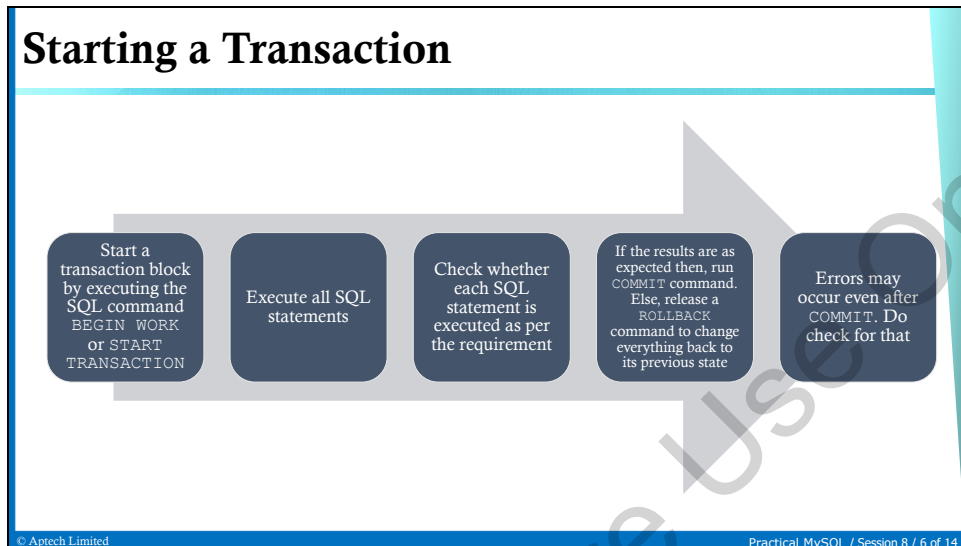 Starting a Transaction
Start a
transaction block
by executing the
SQL command
BEGIN WORK
or START
TRANSACTION
Execute all SQL
statements
Check whether
each SQL
statement is
executed as per
the requirement
If the results are as
expected then, run
COMMIT command.
Else, release a
ROLLBACK
command to change
everything back to
its previous state
Errors may
occur even after
COMMIT. Do
check for that
Use
© Aptech Limited
Practical MySQL / Session 8 / 6 of 14